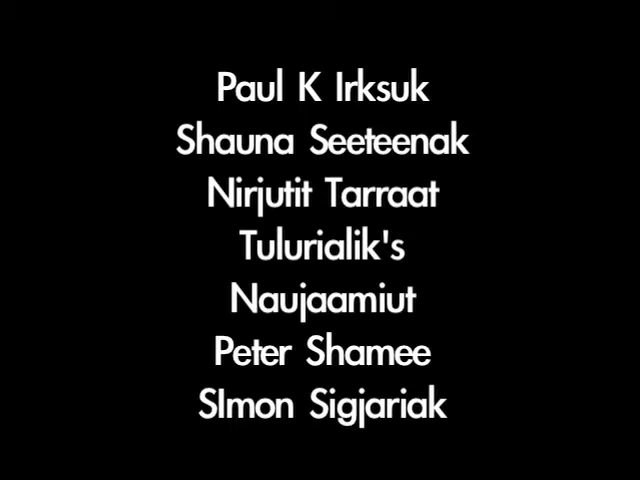 Paul K Irksuk
Shauna Seeteenak
Nirjutit Tarraat
Tulurialik's
Naujaamiut
Peter Shamee
SImon Sigjariak